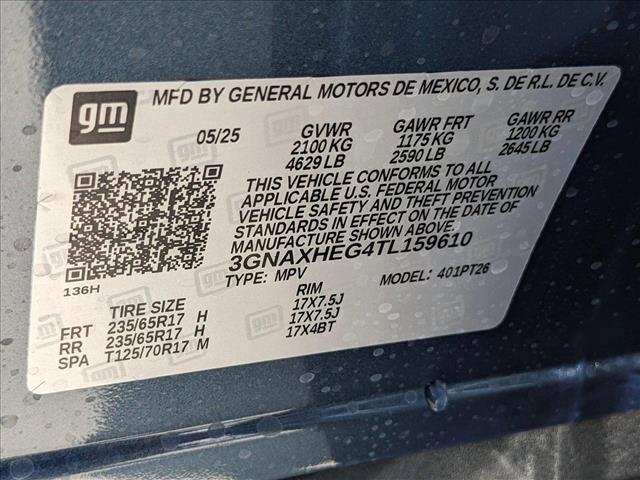 gm
MFD BY GENERAL MOTORS DE MEXICO, S. DE R.L. DE C.V.
05/25 GVWR GAWR FRT GAWR RR
2100 KG 1175 KG 1200 KG
4629 LB 2590 LB 2645 LB
THIS VEHICLE CONFORMS TO ALL
APPLICABLE U.S. FEDERAL MOTOR
VEHICLE SAFETY AND THEFT PREVENTION
STANDARDS IN EFFECT ON THE DATE OF
MANUFACTURE SHOWN ABOVE.
3GNAXHEG4TL159610
136H
TYPE: MPV MODEL: 401PT26
TIRE SIZE RIM
FRT 235/65R17 H 17X7.5J
RR 235/65R17 H 17X7.5J
SPA T125/70R17 M 17X4BT